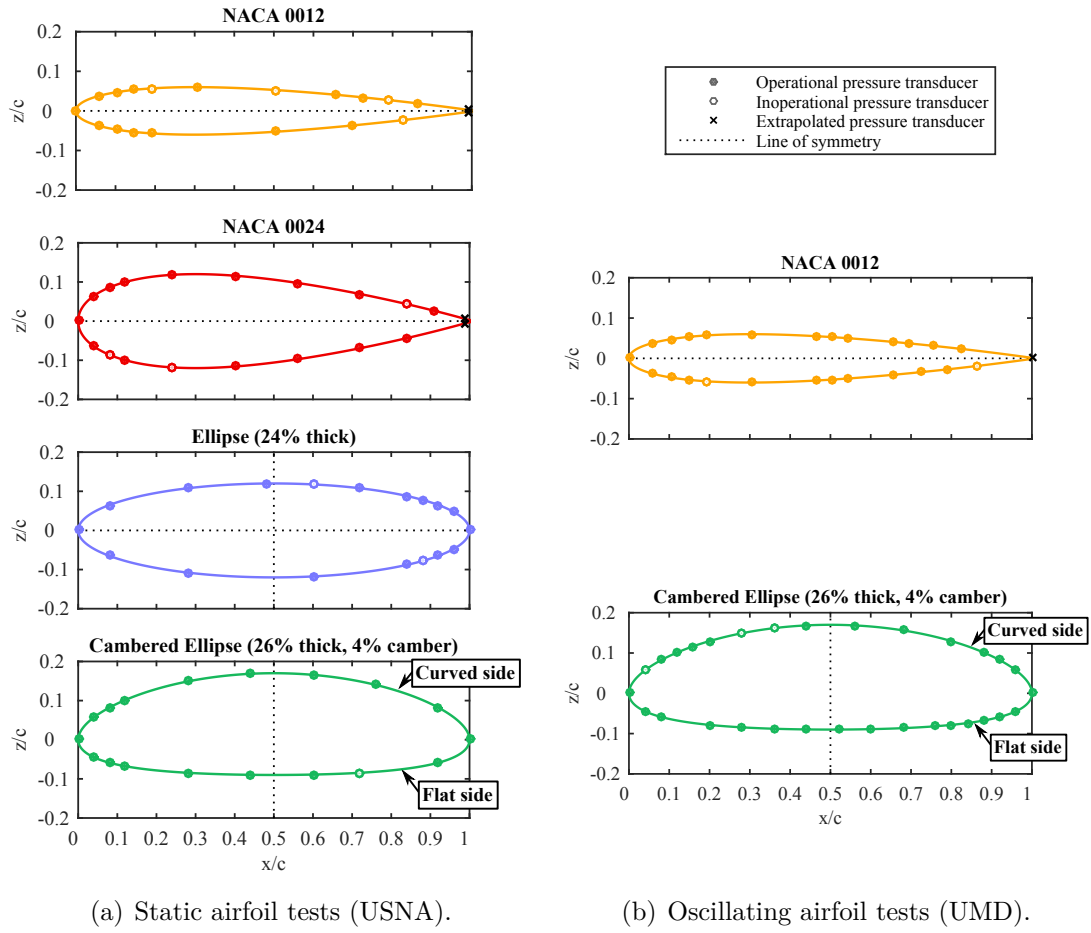 NACA 0012
0.2
0.1
0
-0.1
-0.2
z/c
NACA 0024
0.2
0.1
0
-0.1
-0.2
z/c
Ellipse (24% thick)
0.2
0.1
0
-0.1
-0.2
z/c
Cambered Ellipse (26% thick, 4% camber)
0.2
0.1
0
-0.1
-0.2
z/c
Curved side
Flat side
0 0.1 0.2 0.3 0.4 0.5 0.6 0.7 0.8 0.9 1
x/c
(a) Static airfoil tests (USNA).
Operational pressure transducer
Inoperational pressure transducer
Extrapolated pressure transducer
Line of symmetry
NACA 0012
0.2
0.1
0
-0.1
-0.2
z/c
Cambered Ellipse (26% thick, 4% camber)
0.2
0.1
0
-0.1
-0.2
z/c
Curved side
Flat side
0 0.1 0.2 0.3 0.4 0.5 0.6 0.7 0.8 0.9 1
x/c
(b) Oscillating airfoil tests (UMD).